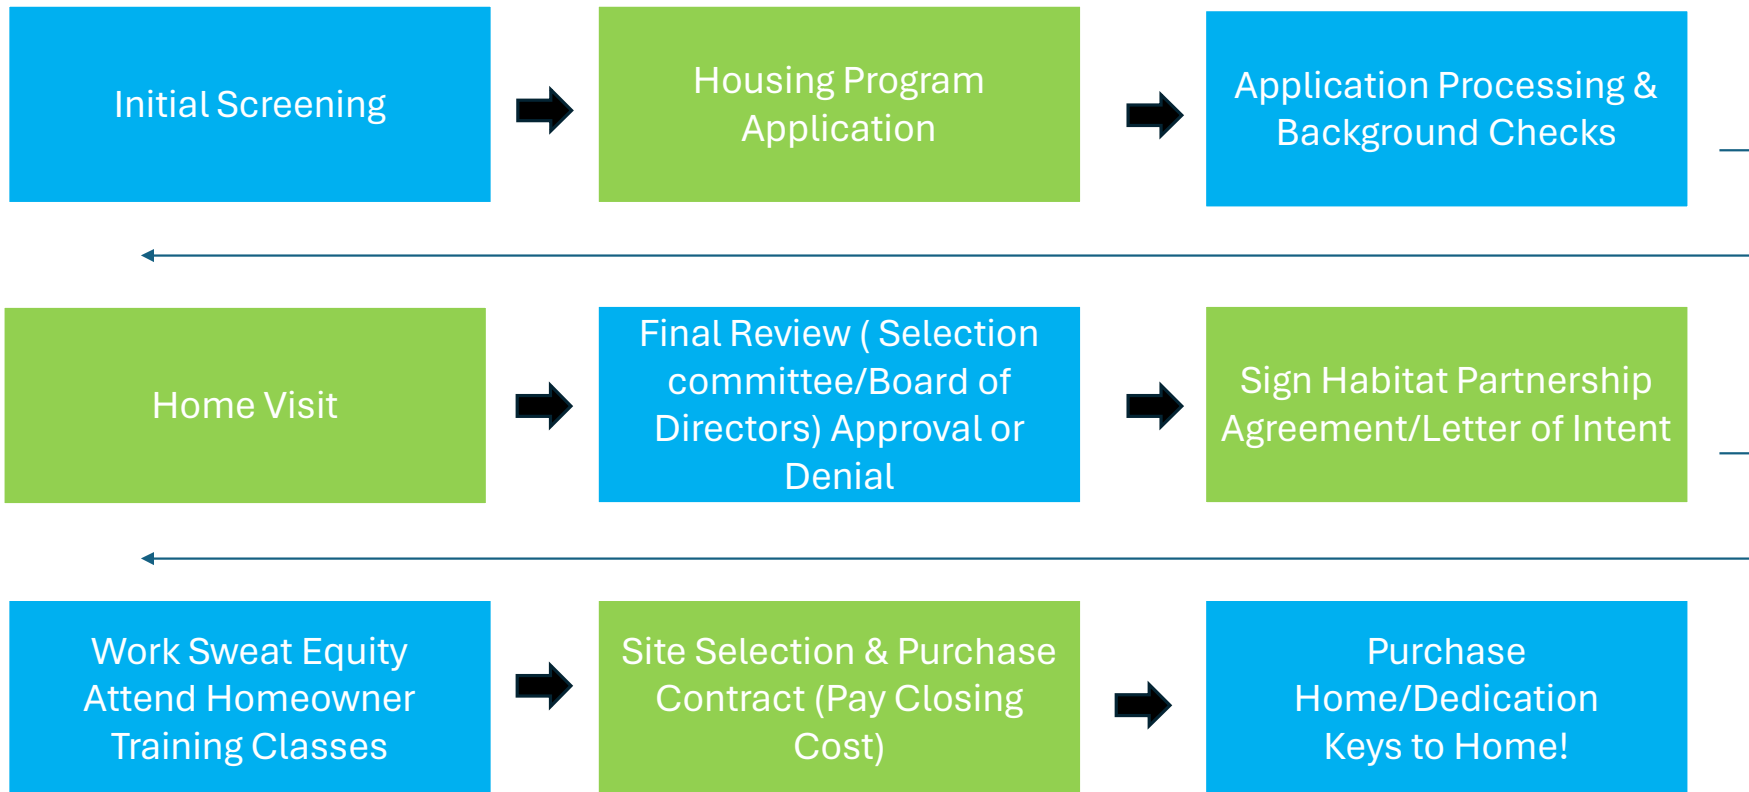 Initial Screening
Housing Program
Application
Application Processing &
Background Checks
Home Visit
Final Review ( Selection
committee/Board of
Directors) Approval or
Denial
Sign Habitat Partnership
Agreement/Letter of Intent
Work Sweat Equity
Attend Homeowner
Training Classes
Site Selection & Purchase
Contract (Pay Closing
Cost)
Purchase
Home/Dedication
Keys to Home!